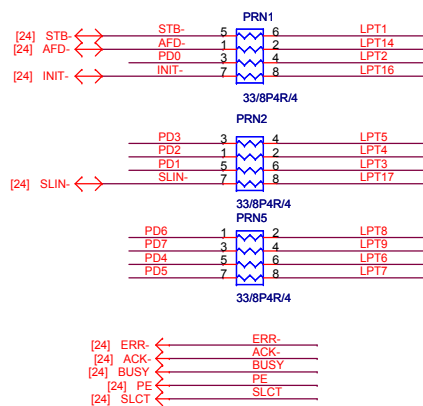 PRN1
[24] STB- STB- 5 6 LPT1
[24] AFD- AFD- 1 2 LPT14
PD0 3 4 LPT2
[24] INIT- INIT- 7 8 LPT16
33/8P4R/4
PRN2
PD3 3 4 LPT5
PD2 1 2 LPT4
PD1 5 6 LPT3
[24] SLIN- SLIN- 7 8 LPT17
33/8P4R/4
PRN5
PD6 1 2 LPT8
PD7 3 4 LPT9
PD4 5 6 LPT6
PD5 7 8 LPT7
33/8P4R/4
[24] ERR- ERR-
[24] ACK- ACK-
[24] BUSY BUSY
[24] PE PE
[24] SLCT SLCT